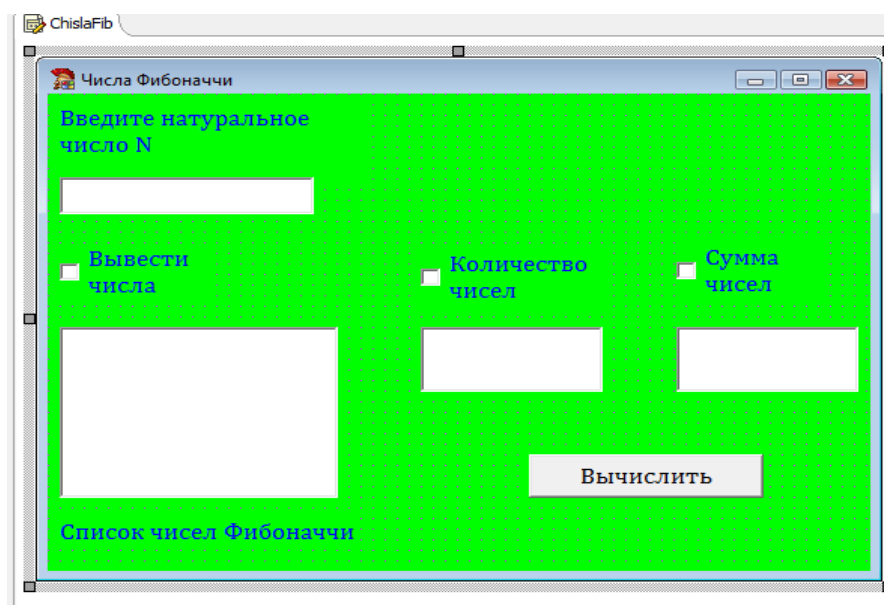 ChislaFib
Числа Фибоначчи
Введите натуральное
число N
Вывести
числа
Количество
чисел
Сумма
чисел
Вычислить
Список чисел Фибоначчи